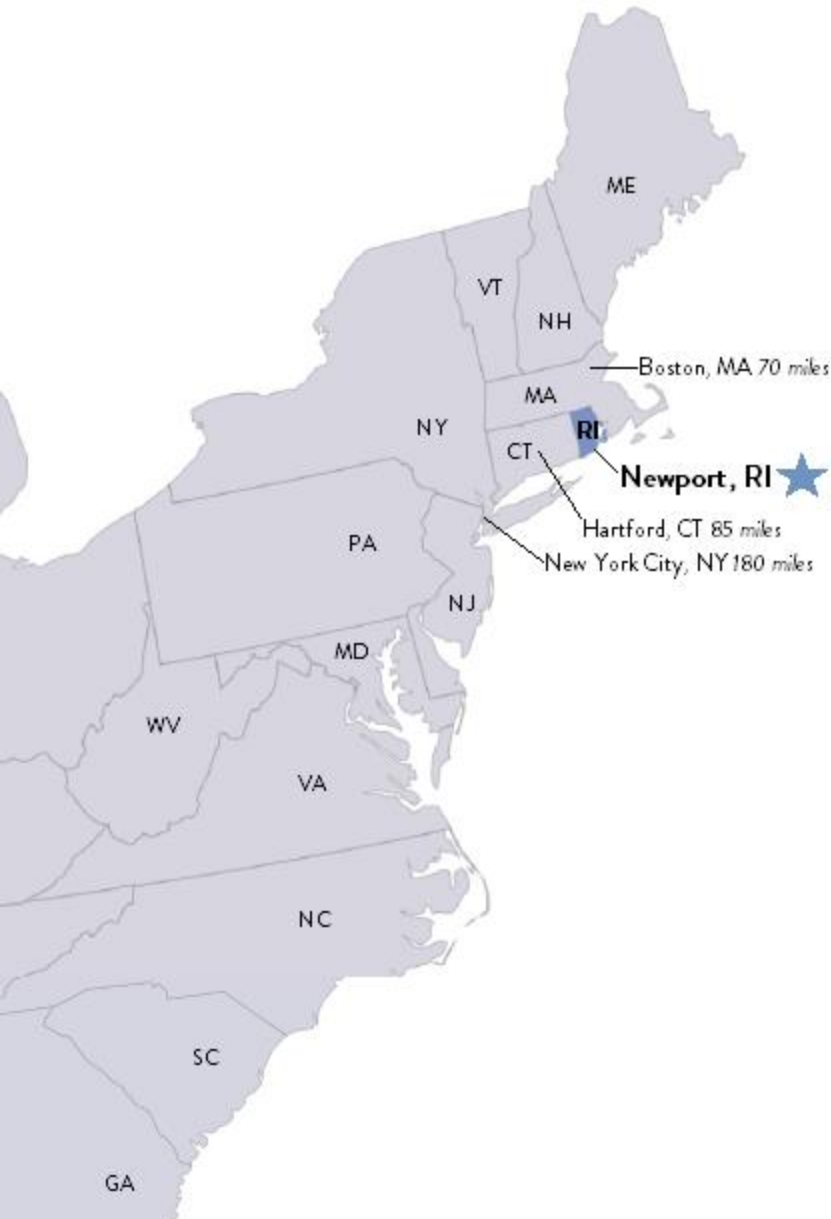 ME
VT
NH
Boston, MA 70 miles
MA
NY
RI
CT
Newport, RI
Hartford, CT 85 miles
PA
New York City, NY 180 miles
NJ
MD
WV
VA
NC
SC
GA